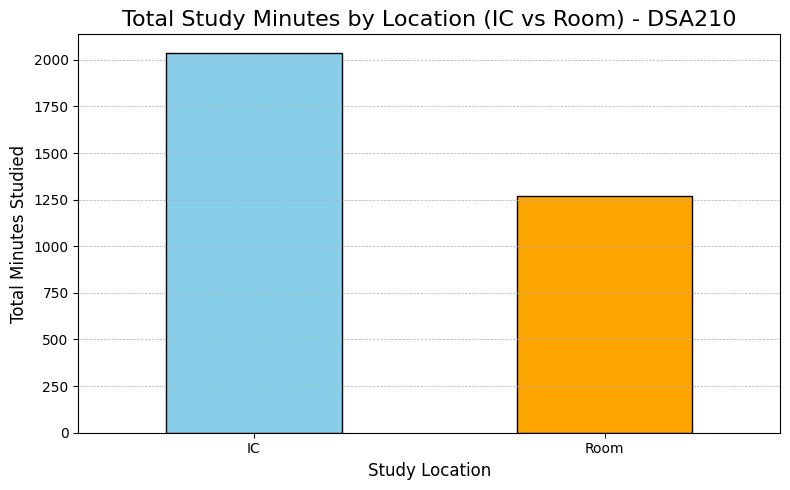 Total Study Minutes by Location (IC vs Room) - DSA210
Total Minutes Studied
2000
1750
1500
1250
1000
750
500
250
0
IC Room
Study Location